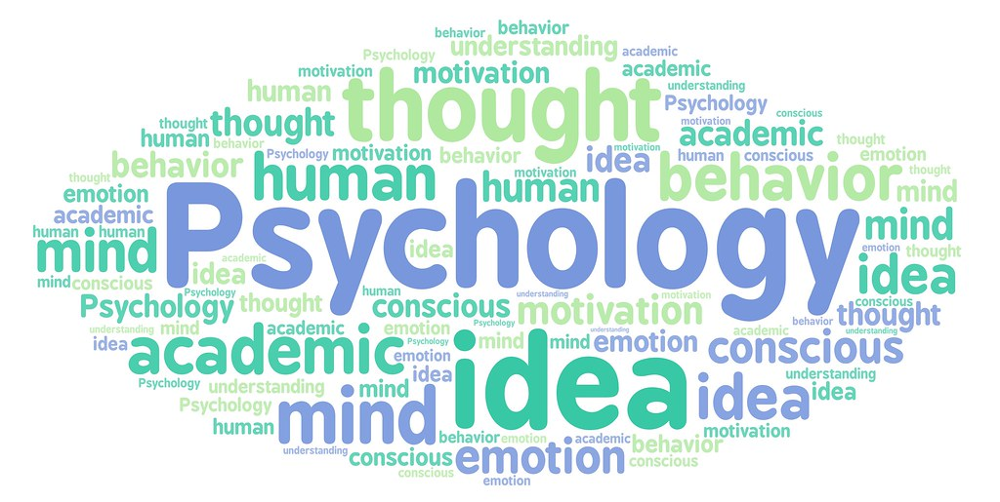 behavior behavior
Psychology understanding academic
motivation motivation academic
human thought understanding
Psychology
thought thought motivation conscious
human behavior academic thought
behavior Psychology motivation behavior idea motivation human conscious emotion
thought human motivation human behavior thought
emotion mind
academic Psychology mind
human human
mind idea academic idea emotion thought
mind conscious Psychology idea
Psychology thought human conscious understanding motivation motivation conscious
behavior thought
understanding mind academic emotion Psychology understanding academic understanding
idea academic Psychology mind mind emotion conscious
emotion
idea idea understanding
Psychology understanding mind idea idea
Psychology mind
human motivation
behavior emotion academic behavior
understanding conscious emotion conscious
conscious
emotion